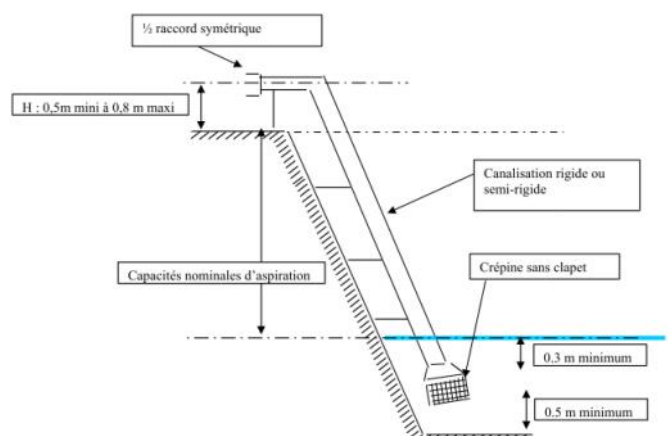 ½ raccord symétrique
H : 0,5m mini à 0,8 m maxi
Canalisation rigide ou
semi-rigide
Capacités nominales d'aspiration
Crépine sans clapet
0.3 m minimum
0.5 m minimum